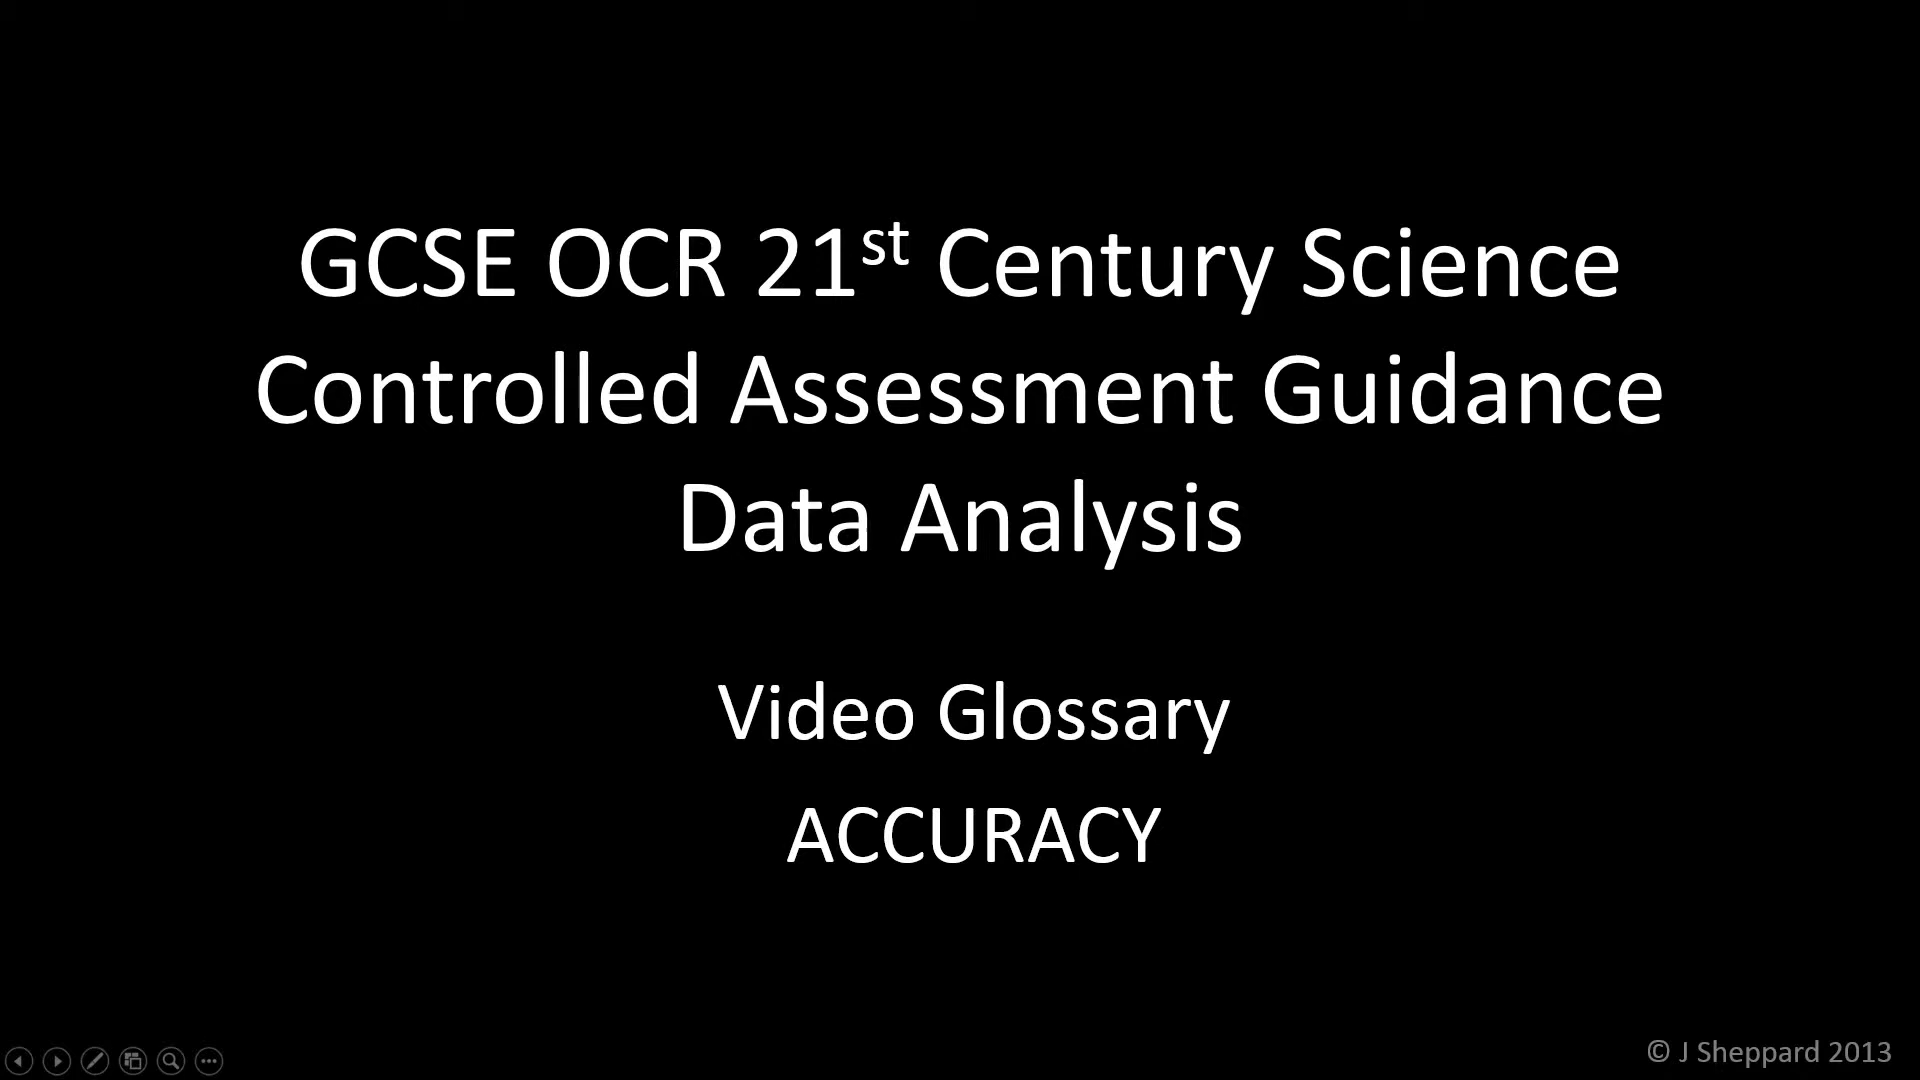 GCSE OCR 21st Century Science
Controlled Assessment Guidance
Data Analysis
Video Glossary
ACCURACY
© J Sheppard 2013